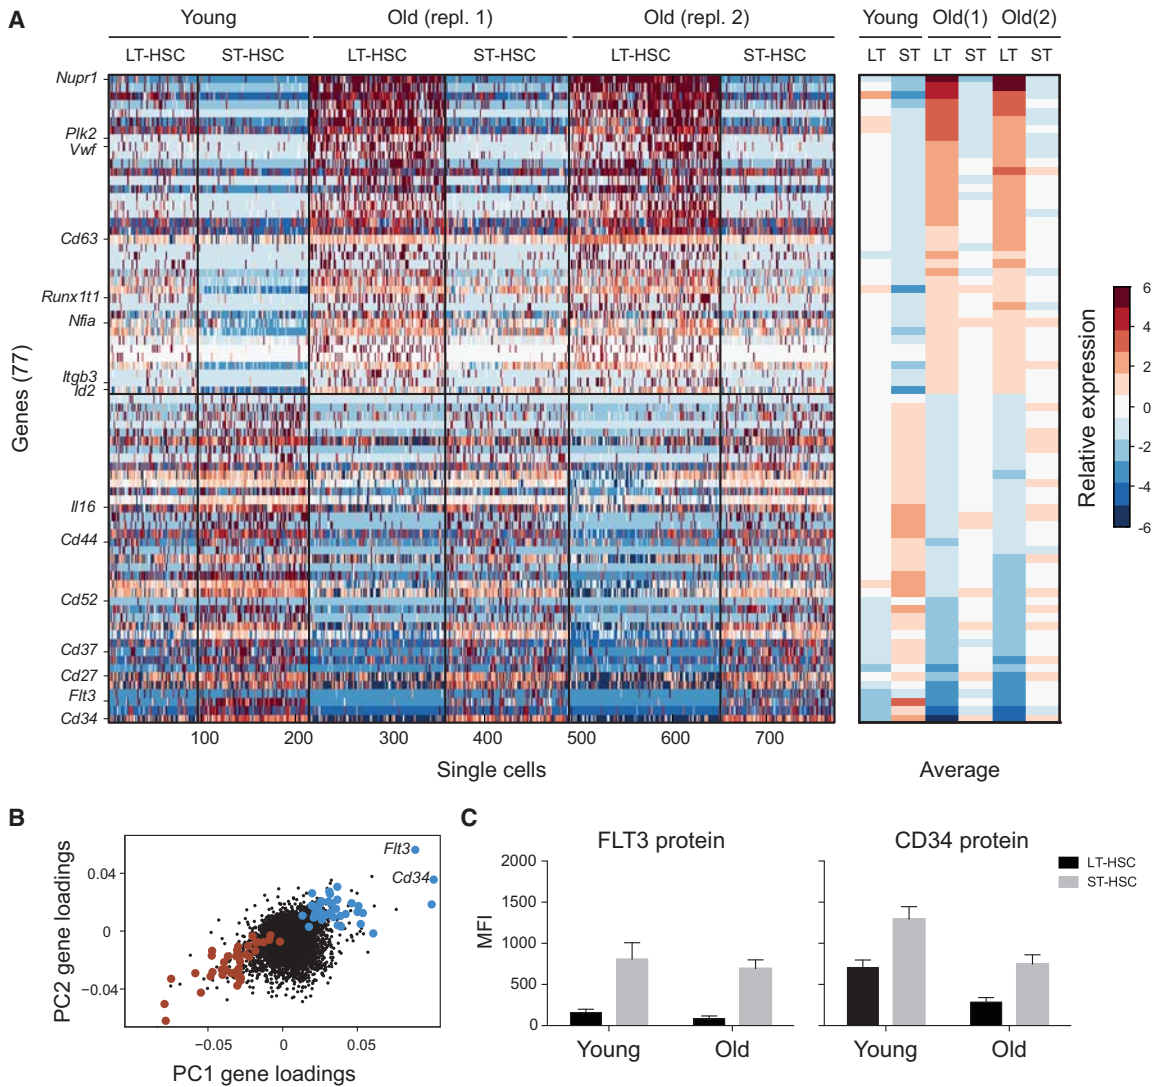 A
Young Old (repl. 1) Old (repl. 2) Young Old(1) Old(2)
LT-HSC ST-HSC LT-HSC ST-HSC LT-HSC ST-HSC LT ST LT ST LT ST
Nupr1
Plk2
Vwf
Cd63
Runx1t1
Nfia
Itgb3
Id2
Il16
Cd44
Cd52
Cd37
Cd27
Flt3
Cd34
Genes (77)
100 200 300 400 500 600 700
Single cells
Average
Relative expression
6
4
2
0
-2
-4
-6
B
PC2 gene loadings
0.04
0
−0.04
Flt3
Cd34
−0.05 0 0.05
PC1 gene loadings
C
FLT3 protein
CD34 protein
MFI
2000
1500
1000
500
0
Young Old
Young Old
LT-HSC
ST-HSC